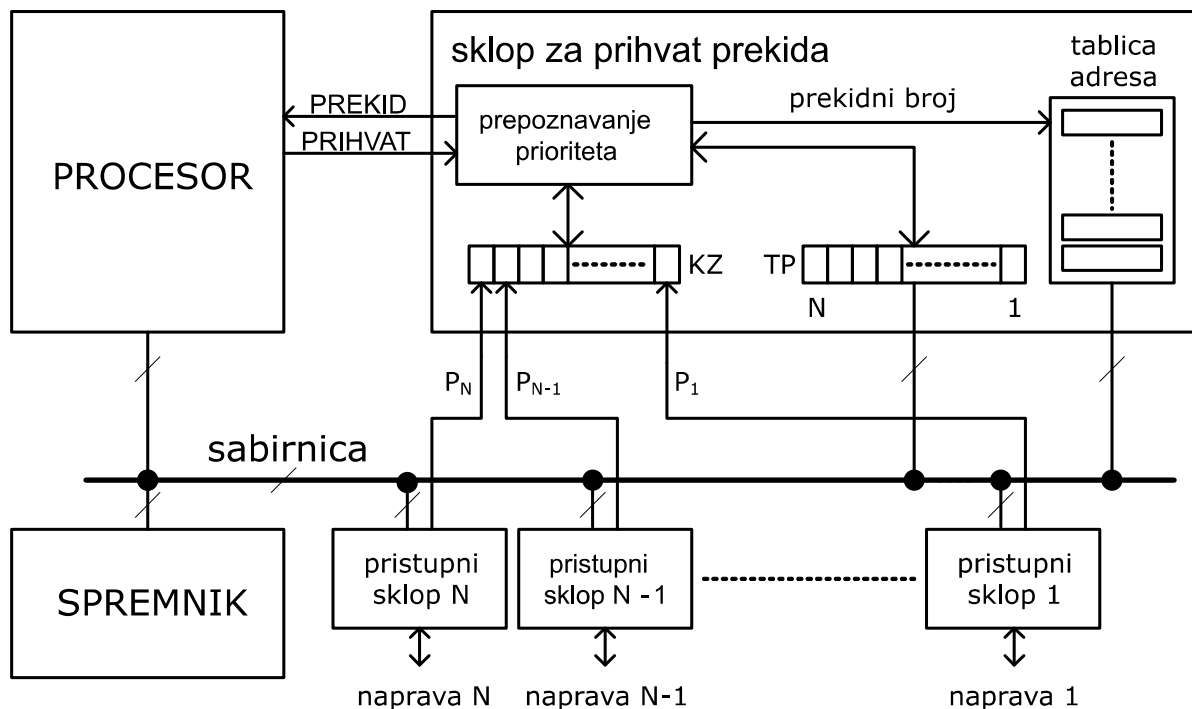 sklop za prihvat prekida
tablica
adresa
PREKID
PRIHVAT
prepoznavanje
prioriteta
prekidni broj
PROCESOR
KZ
TP
N
1
P_N
P_N-1
P_1
sabirnica
SPREMNIK
pristupni
sklop N
pristupni
sklop N -1
pristupni
sklop 1
naprava N
naprava N-1
naprava 1